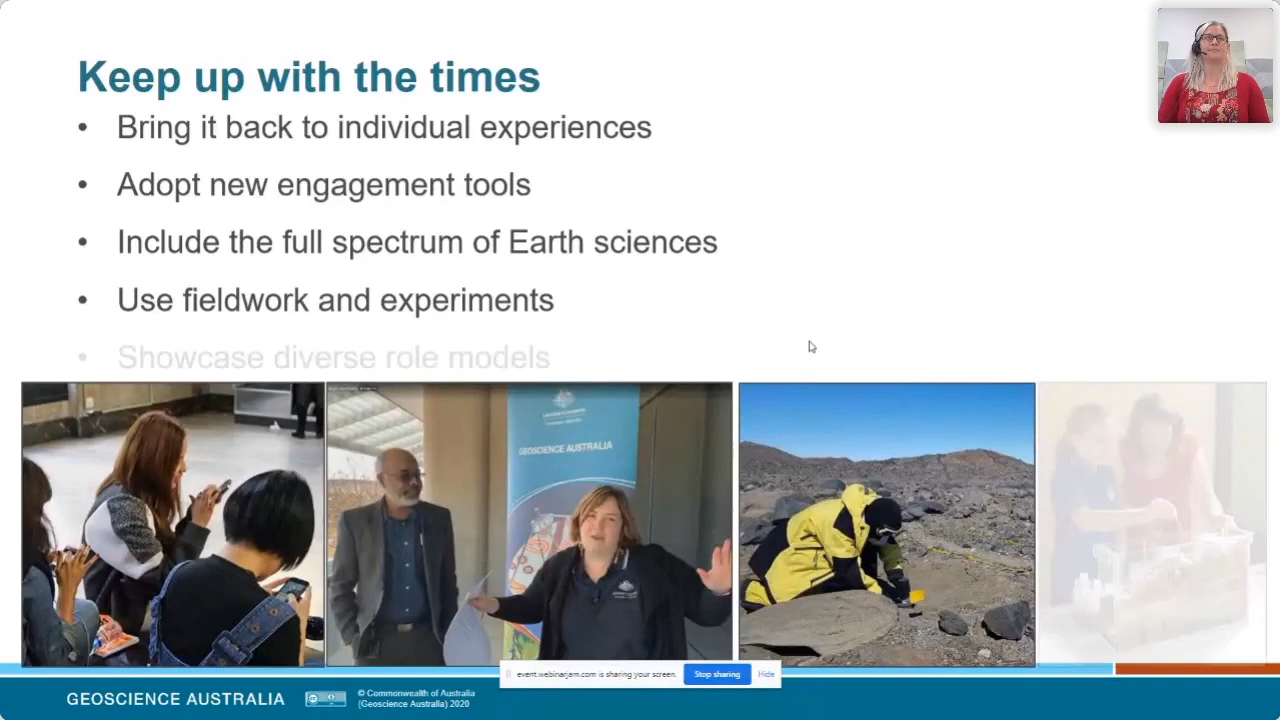 Keep up with the times
• Bring it back to individual experiences
• Adopt new engagement tools
• Include the full spectrum of Earth sciences
• Use fieldwork and experiments
• Showcase diverse role models
GEOSCIENCE AUSTRALIA
event.webinarjam.com is sharing your screen.
Stop sharing
Hide
GEOSCIENCE AUSTRALIA
© Commonwealth of Australia
(Geoscience Australia) 2020